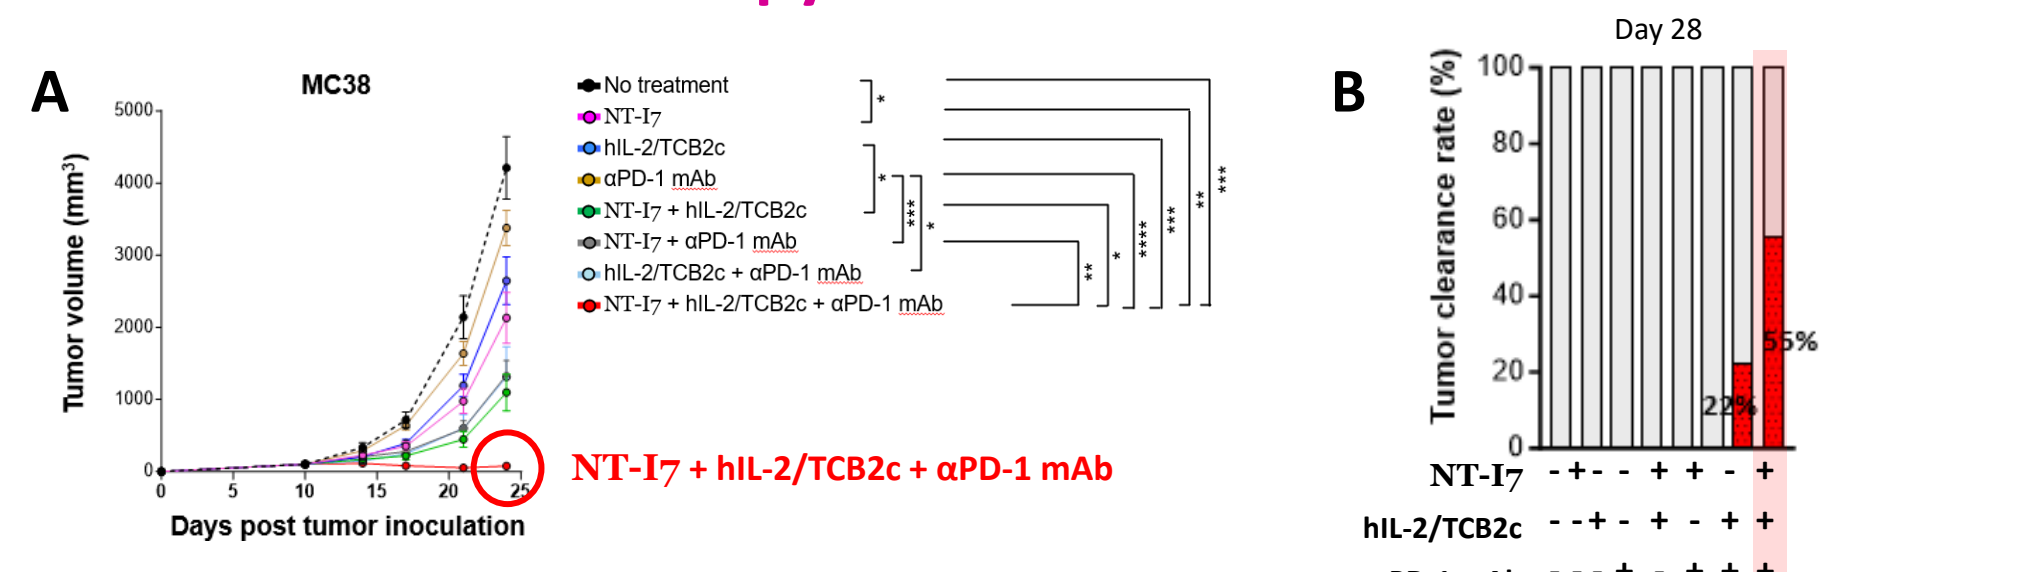 A
MC38
Tumor volume (mm³)
5000
4000
3000
2000
1000
0
0 5 10 15 20 25
Days post tumor inoculation
No treatment
NT-I7
hIL-2/TCB2c
αPD-1 mAb
NT-I7 + hIL-2/TCB2c
NT-I7 + αPD-1 mAb
hIL-2/TCB2c + αPD-1 mAb
NT-I7 + hIL-2/TCB2c + αPD-1 mAb
*
*
***
*
**
*
****
***
**
***
NT-I7 + hIL-2/TCB2c + αPD-1 mAb
B
Day 28
Tumor clearance rate (%)
100
80
60
40
20
0
22%
55%
NT-I7 - + - - + + - +
hIL-2/TCB2c - - + - + - + +